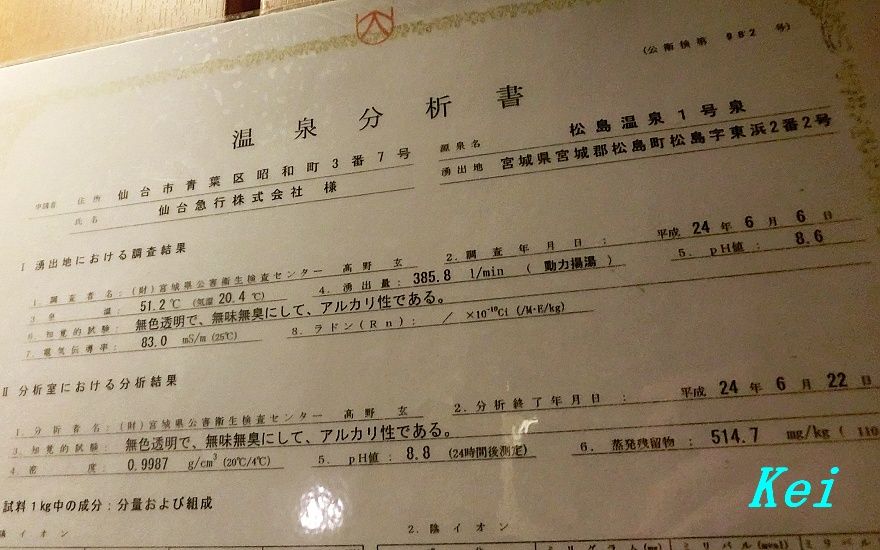 (公衛検第 982 号)
温泉分析書
申請者 住所 仙台市青葉区昭和町3番7号
氏名 仙台急行株式会社 様
源泉名 松島温泉1号泉
湧出地 宮城県宮城郡松島町松島字東浜2番2号
I 湧出地における調査結果
1. 調査者名:(財)宮城県公害衛生検査センター 高野 玄
2. 調査年月日: 平成 24 年 6 月 6 日
3 泉 温: 51.2 ℃ (気温 20.4 ℃)
4. 湧出量: 385.8 l/min ( 動力揚湯 )
5. pH値: 8.6
6. 知覚的試験: 無色透明で、無味無臭にして、アルカリ性である。
7. 電気伝導率: 83.0 mS/m (25℃)
8. ラドン(Rn): / ×10⁻¹⁰Ci (/M・E/kg)
II 分析室における分析結果
1. 分析者名:(財)宮城県公害衛生検査センター 高野 玄
2. 分析終了年月日: 平成 24 年 6 月 22 日
3. 知覚的試験: 無色透明で、無味無臭にして、アルカリ性である。
4. 密 度: 0.9987 g/cm³ (20℃/4℃)
5. pH値: 8.8 (24時間後測定)
6. 蒸発残留物: 514.7 mg/kg ( 110
試料1kg中の成分:分量および組成
陽イオン
2. 陰イオン
Kei